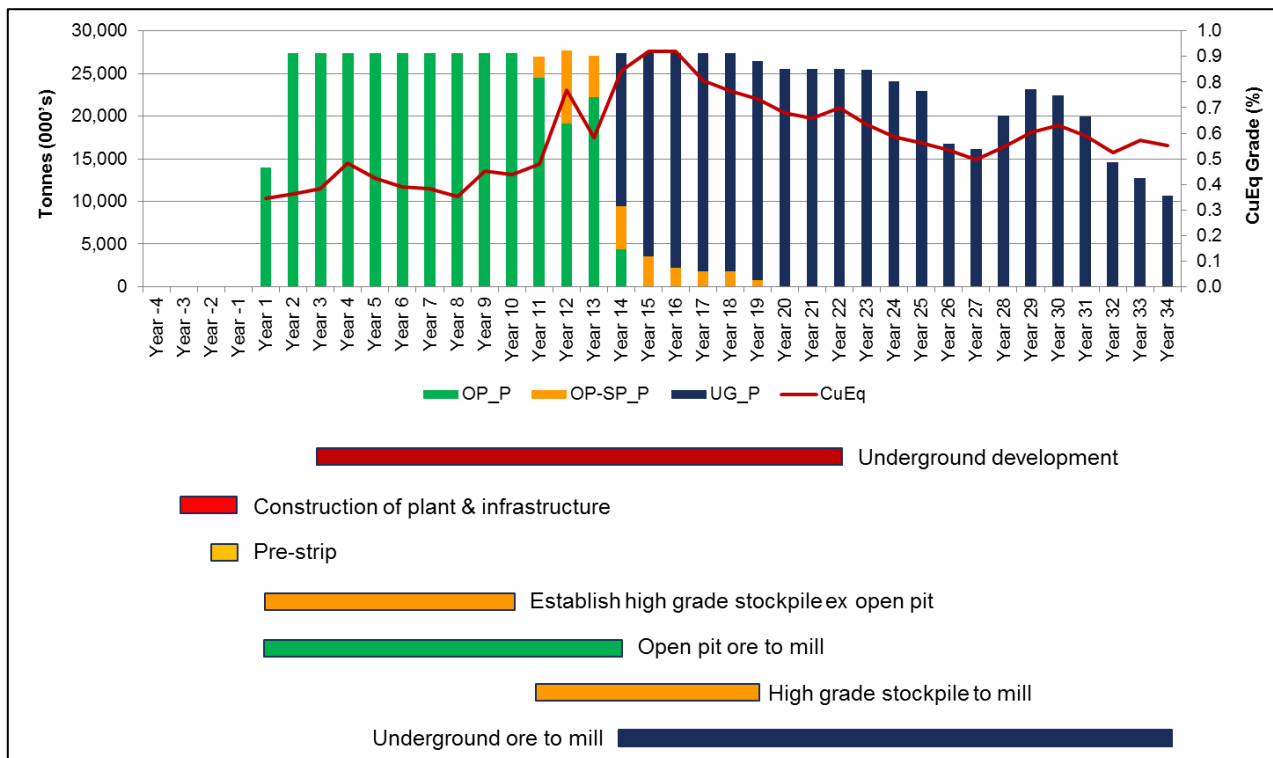 30,000
25,000
20,000
15,000
10,000
5,000
0
Tonnes (000's)
1.0
0.9
0.8
0.7
0.6
0.5
0.4
0.3
0.2
0.1
0.0
CuEq Grade (%)
Year -4
Year -3
Year -2
Year -1
Year 1
Year 2
Year 3
Year 4
Year 5
Year 6
Year 7
Year 8
Year 9
Year 10
Year 11
Year 12
Year 13
Year 14
Year 15
Year 16
Year 17
Year 18
Year 19
Year 20
Year 21
Year 22
Year 23
Year 24
Year 25
Year 26
Year 27
Year 28
Year 29
Year 30
Year 31
Year 32
Year 33
Year 34
OP_P OP-SP_P UG_P CuEq
Underground development
Construction of plant & infrastructure
Pre-strip
Establish high grade stockpile ex open pit
Open pit ore to mill
High grade stockpile to mill
Underground ore to mill